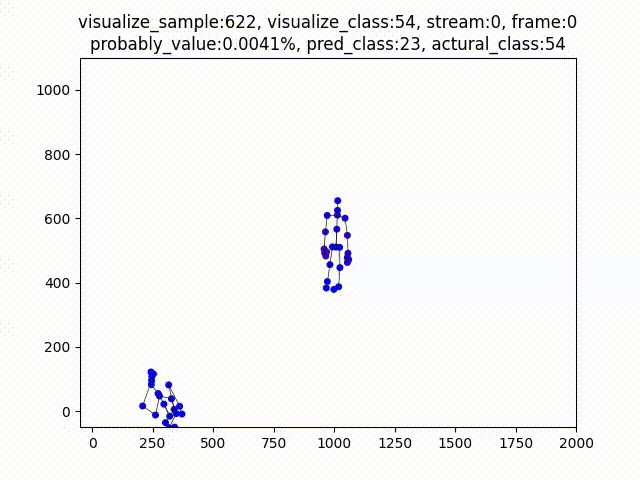 visualize_sample:622, visualize_class:54, stream:0, frame:0
probably_value:0.0041%, pred_class:23, actural_class:54
1000
800
600
400
200
0
0 250 500 750 1000 1250 1500 1750 2000